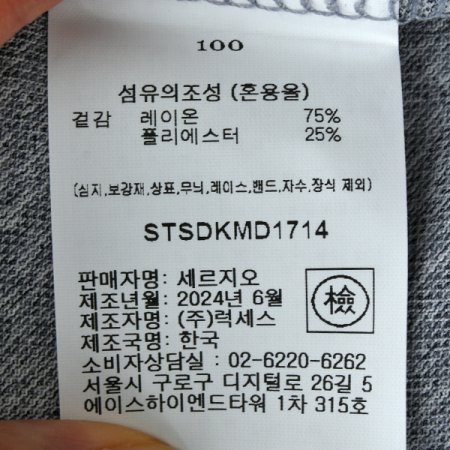 100
섬유의조성 (혼용율)
겉감 레이온 75%
폴리에스터 25%
(심지,보강재,상표,무늬,레이스,밴드,자수,장식 제외)
STSDKMD1714
판매자명: 세르지오
제조년월: 2024년 6월
제조자명: (주)럭세스
제조국명: 한국
檢
소비자상담실 : 02-6220-6262
서울시 구로구 디지털로 26길 5
에이스하이엔드타워 1차 315호